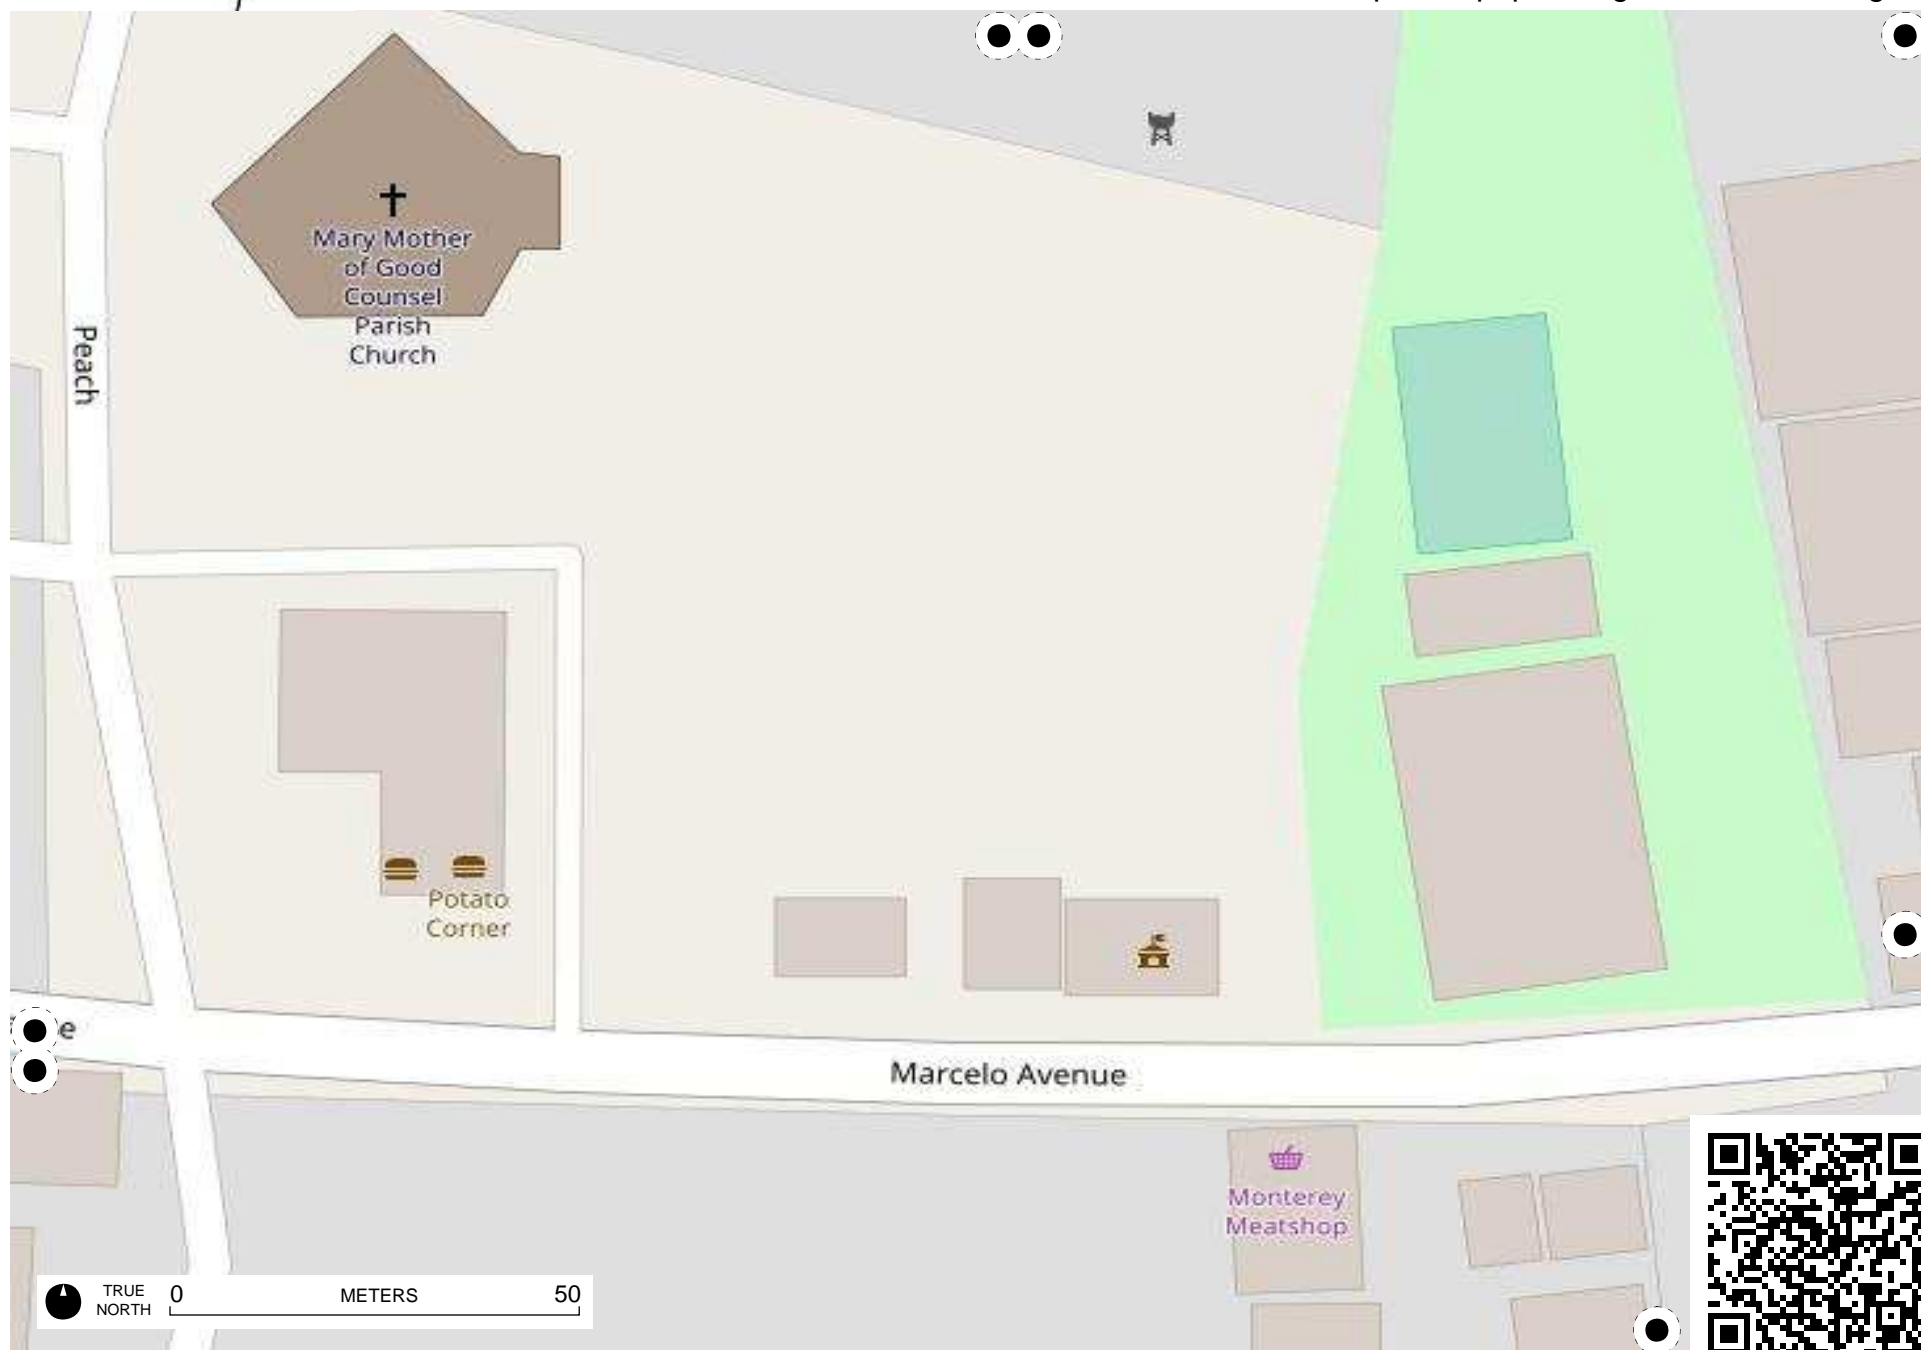 Mary Mother
of Good
Counsel
Parish
Church
Peach
Potato
Corner
Marcelo Avenue
Monterey
Meatshop
TRUE
NORTH
0
METERS
50